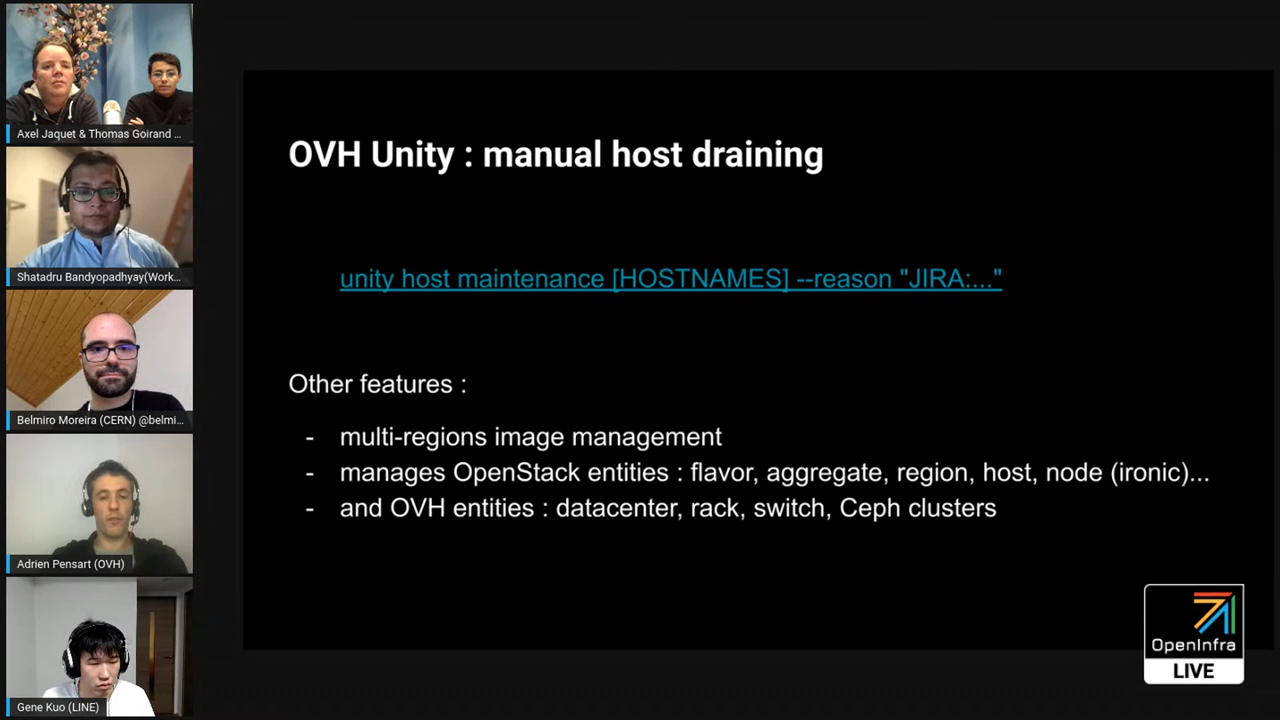 Axel Jaquet & Thomas Goirand ...
Shatadru Bandyopadhyay(Work...
Belmiro Moreira (CERN) @belmi...
Adrien Pensart (OVH)
Gene Kuo (LINE)
OVH Unity : manual host draining
unity host maintenance [HOSTNAMES] --reason "JIRA:..."
Other features :
- multi-regions image management
- manages OpenStack entities : flavor, aggregate, region, host, node (ironic)...
- and OVH entities : datacenter, rack, switch, Ceph clusters
OpenInfra
LIVE